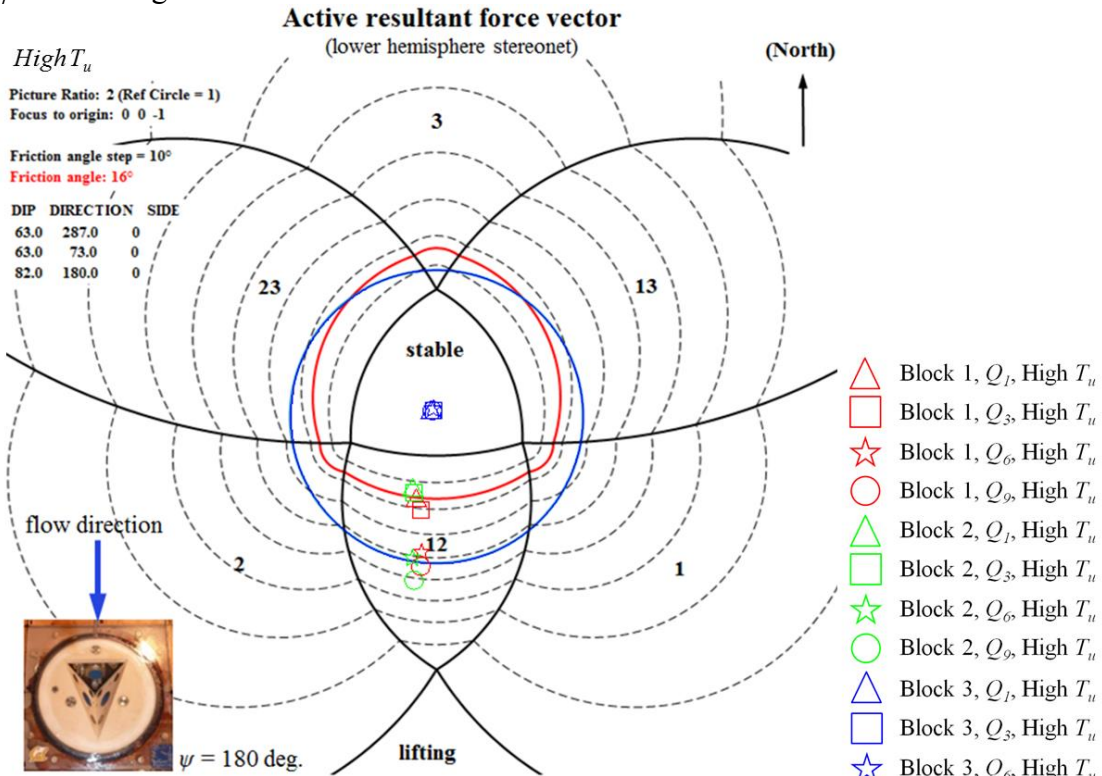 Active resultant force vector
(lower hemisphere stereonet)
High T_u
(North)
Picture Ratio: 2 (Ref Circle = 1)
Focus to origin: 0 0 -1
Friction angle step = 10°
Friction angle: 16°
DIP DIRECTION SIDE
63.0 287.0 0
63.0 73.0 0
82.0 180.0 0
3
23
13
stable
12
2
1
lifting
flow direction
ψ = 180 deg.
Block 1, Q_1, High T_u
Block 1, Q_3, High T_u
Block 1, Q_6, High T_u
Block 1, Q_9, High T_u
Block 2, Q_1, High T_u
Block 2, Q_3, High T_u
Block 2, Q_6, High T_u
Block 2, Q_9, High T_u
Block 3, Q_1, High T_u
Block 3, Q_3, High T_u
Block 3, Q_6, High T_u